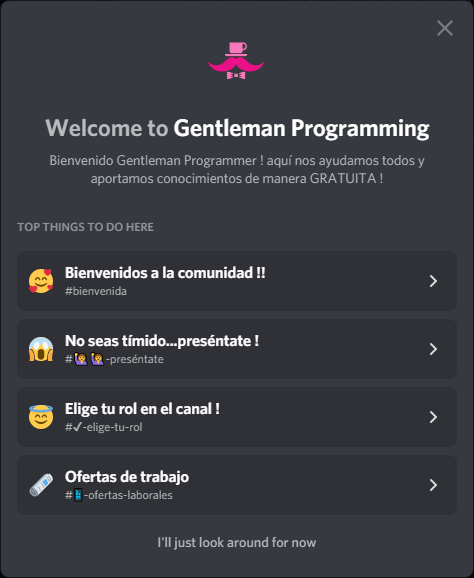 Welcome to Gentleman Programming
Bienvenido Gentleman Programmer ! aquí nos ayudamos todos y
aportamos conocimientos de manera GRATUITA !
TOP THINGS TO DO HERE
Bienvenidos a la comunidad !!
#bienvenida
No seas tímido...preséntate !
#🙋🙋-preséntate
Elige tu rol en el canal !
#✓-elige-tu-rol
Ofertas de trabajo
#📱-ofertas-laborales
I'll just look around for now